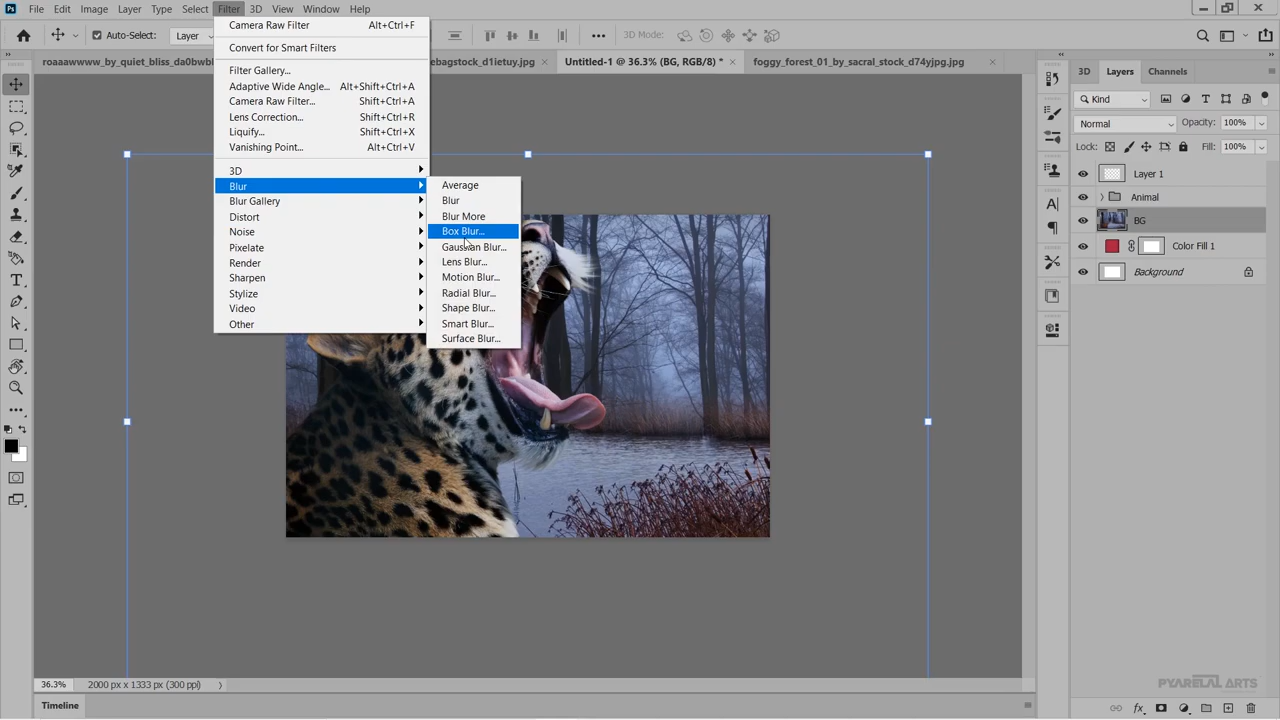 Ps File Edit Image Layer Type Select Filter 3D View Window Help
Auto-Select: Layer 3D Mode:
roaaawwww_by_quiet_bliss_da0bwbl ebagstock_d1ietuy.jpg Untitled-1 @ 36.3% (BG, RGB/8) * foggy_forest_01_by_sacral_stock_d74yjpg.jpg
Camera Raw Filter Alt+Ctrl+F
Convert for Smart Filters
Filter Gallery...
Adaptive Wide Angle... Alt+Shift+Ctrl+A
Camera Raw Filter... Shift+Ctrl+A
Lens Correction... Shift+Ctrl+R
Liquify... Shift+Ctrl+X
Vanishing Point... Alt+Ctrl+V
3D
Blur
Blur Gallery
Distort
Noise
Pixelate
Render
Sharpen
Stylize
Video
Other
Average
Blur
Blur More
Box Blur...
Gaussian Blur...
Lens Blur...
Motion Blur...
Radial Blur...
Shape Blur...
Smart Blur...
Surface Blur...
3D Layers Channels
Kind
Normal Opacity: 100%
Lock: Fill: 100%
Layer 1
Animal
BG
Color Fill 1
Background
PYARELAL ARTS
36.3% 2000 px x 1333 px (300 ppi)
Timeline